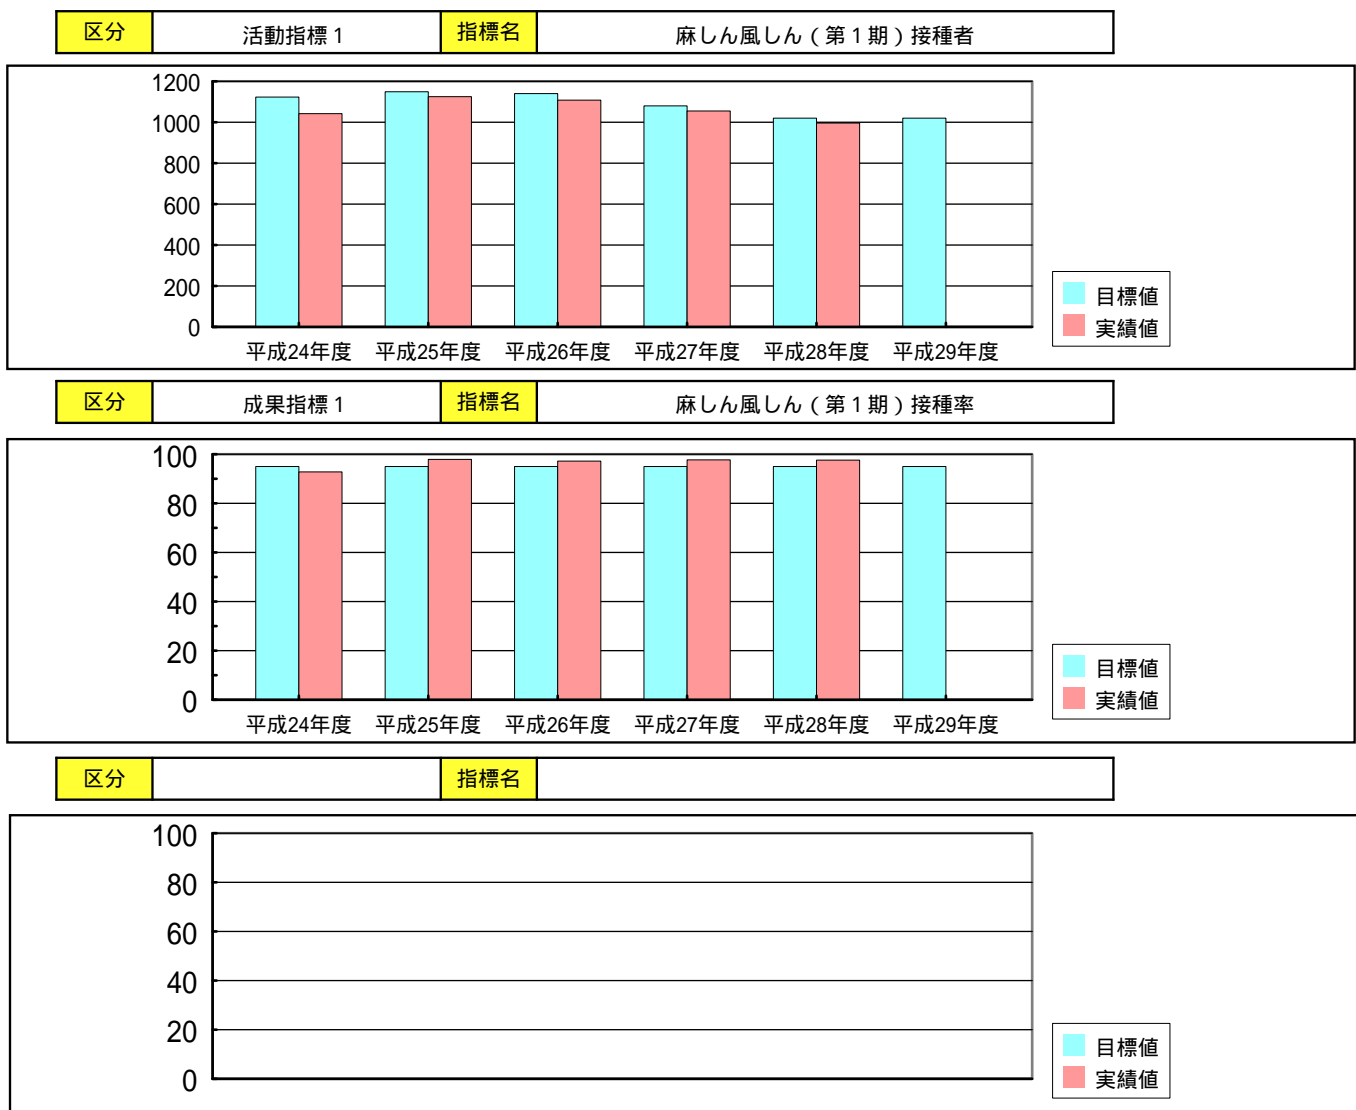 区分 活動指標1 指標名 麻しん風しん(第1期)接種者
1200
1000
800
600
400
200
0
平成24年度 平成25年度 平成26年度 平成27年度 平成28年度 平成29年度
目標値
実績値
区分 成果指標1 指標名 麻しん風しん(第1期)接種率
100
80
60
40
20
0
平成24年度 平成25年度 平成26年度 平成27年度 平成28年度 平成29年度
目標値
実績値
区分 指標名
100
80
60
40
20
0
目標値
実績値